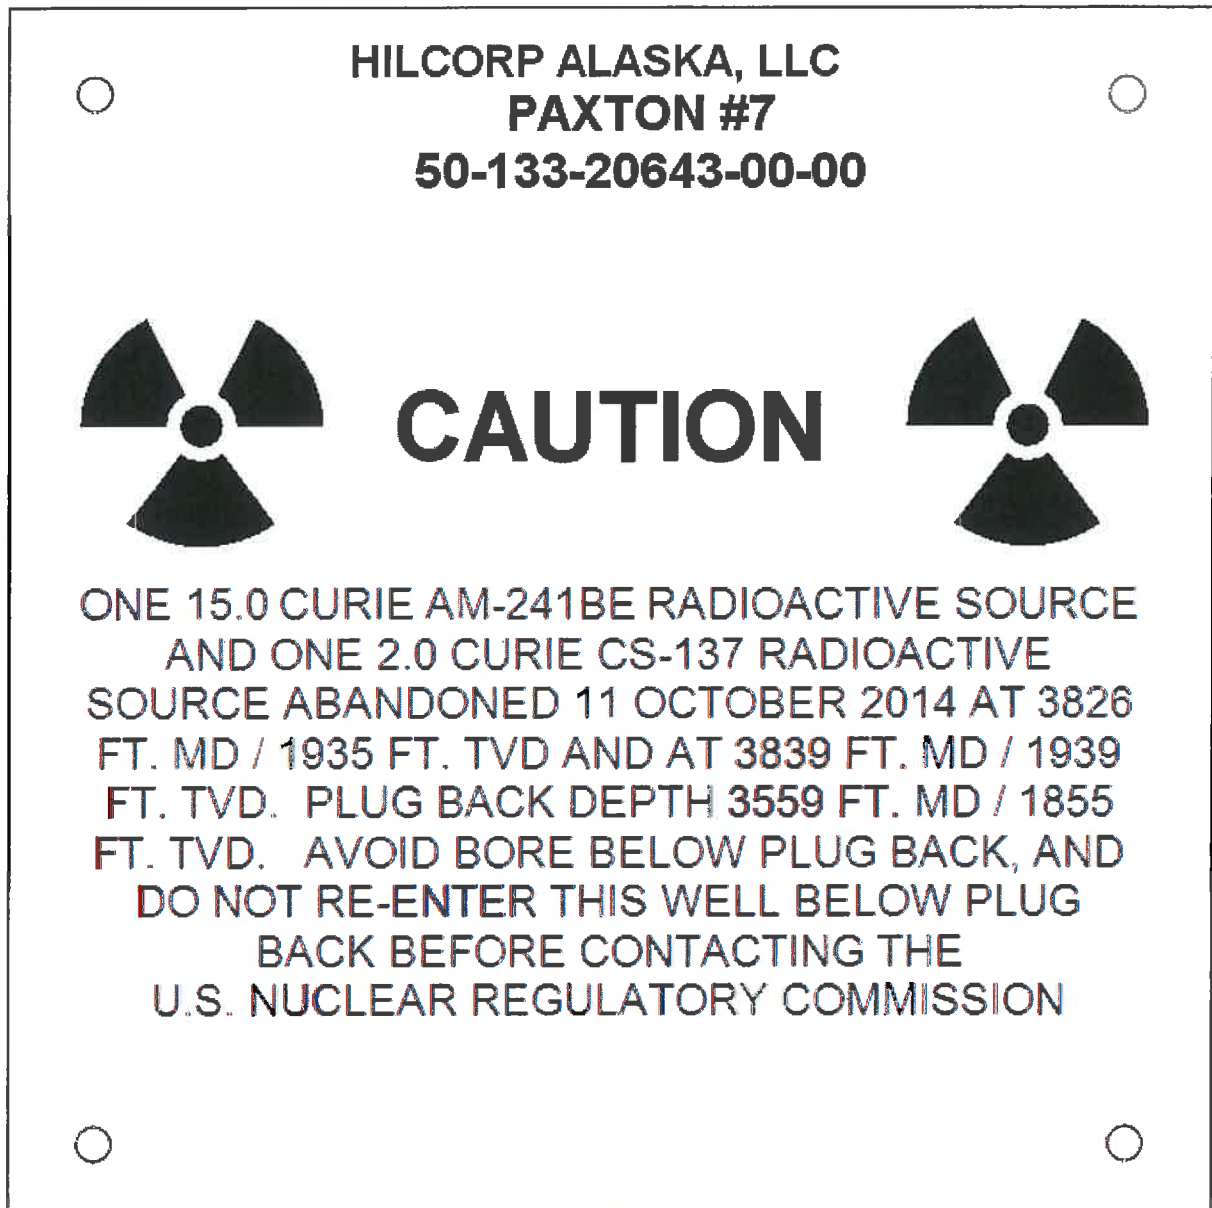 HILCORP ALASKA, LLC
PAXTON #7
50-133-20643-00-00
CAUTION
ONE 15.0 CURIE AM-241BE RADIOACTIVE SOURCE
AND ONE 2.0 CURIE CS-137 RADIOACTIVE
SOURCE ABANDONED 11 OCTOBER 2014 AT 3826
FT. MD / 1935 FT. TVD AND AT 3839 FT. MD / 1939
FT. TVD. PLUG BACK DEPTH 3559 FT. MD / 1855
FT. TVD. AVOID BORE BELOW PLUG BACK, AND
DO NOT RE-ENTER THIS WELL BELOW PLUG
BACK BEFORE CONTACTING THE
U.S. NUCLEAR REGULATORY COMMISSION